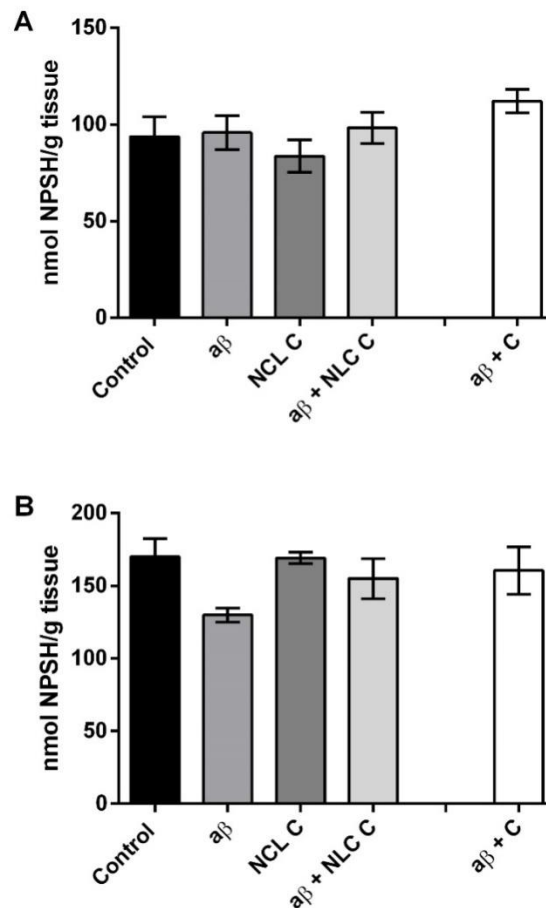 A
nmol NPSH/g tissue
150
100
50
0
Control
aβ
NCL C
aβ + NLC C
aβ + C
B
nmol NPSH/g tissue
200
150
100
50
0
Control
aβ
NCL C
aβ + NLC C
aβ + C